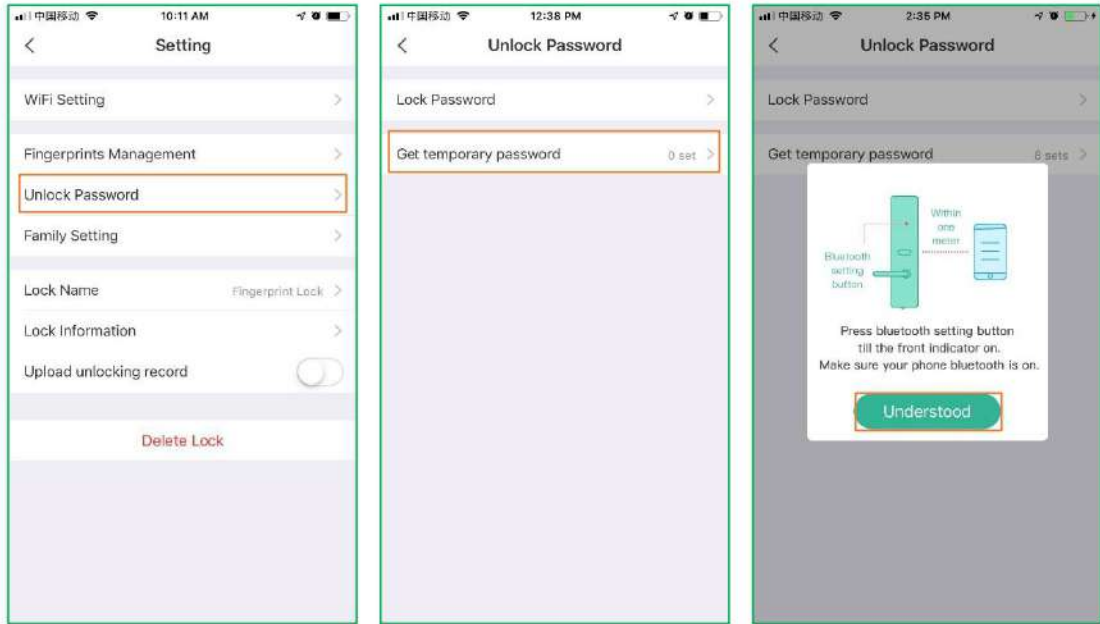 中国移动 10:11 AM
Setting
WiFi Setting
Fingerprints Management
Unlock Password
Family Setting
Lock Name Fingerprint Lock
Lock Information
Upload unlocking record
Delete Lock
中国移动 12:38 PM
Unlock Password
Lock Password
Get temporary password 0 set
中国移动 2:35 PM
Unlock Password
Lock Password
Get temporary password 8 sets
Within
one
meter
Bluetooth
setting
button
Press bluetooth setting button
till the front indicator on.
Make sure your phone bluetooth is on.
Understood